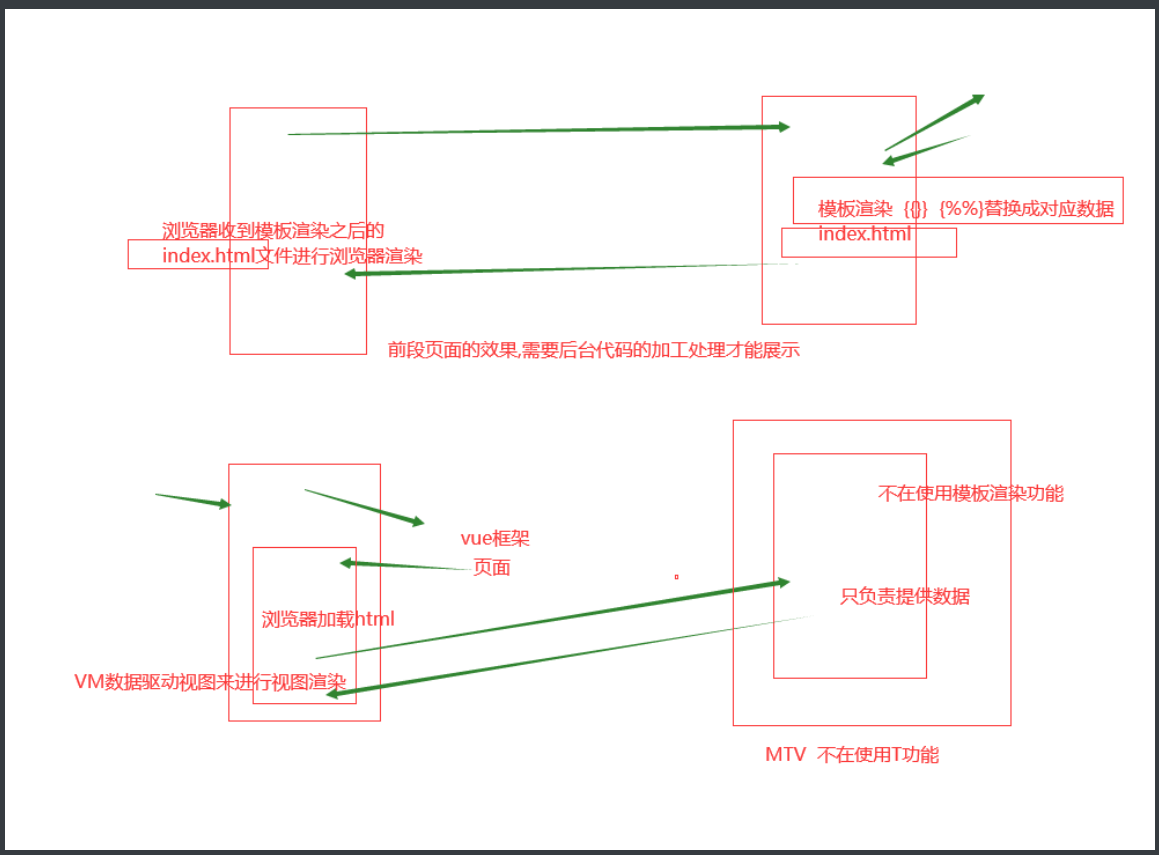 浏览器收到模板渲染之后的
index.html文件进行浏览器渲染
模板渲染 {{}} {%%}替换成对应数据
index.html
前段页面的效果,需要后台代码的加工处理才能展示
vue框架
页面
浏览器加载html
VM数据驱动视图来进行视图渲染
不在使用模板渲染功能
只负责提供数据
MTV 不在使用T功能